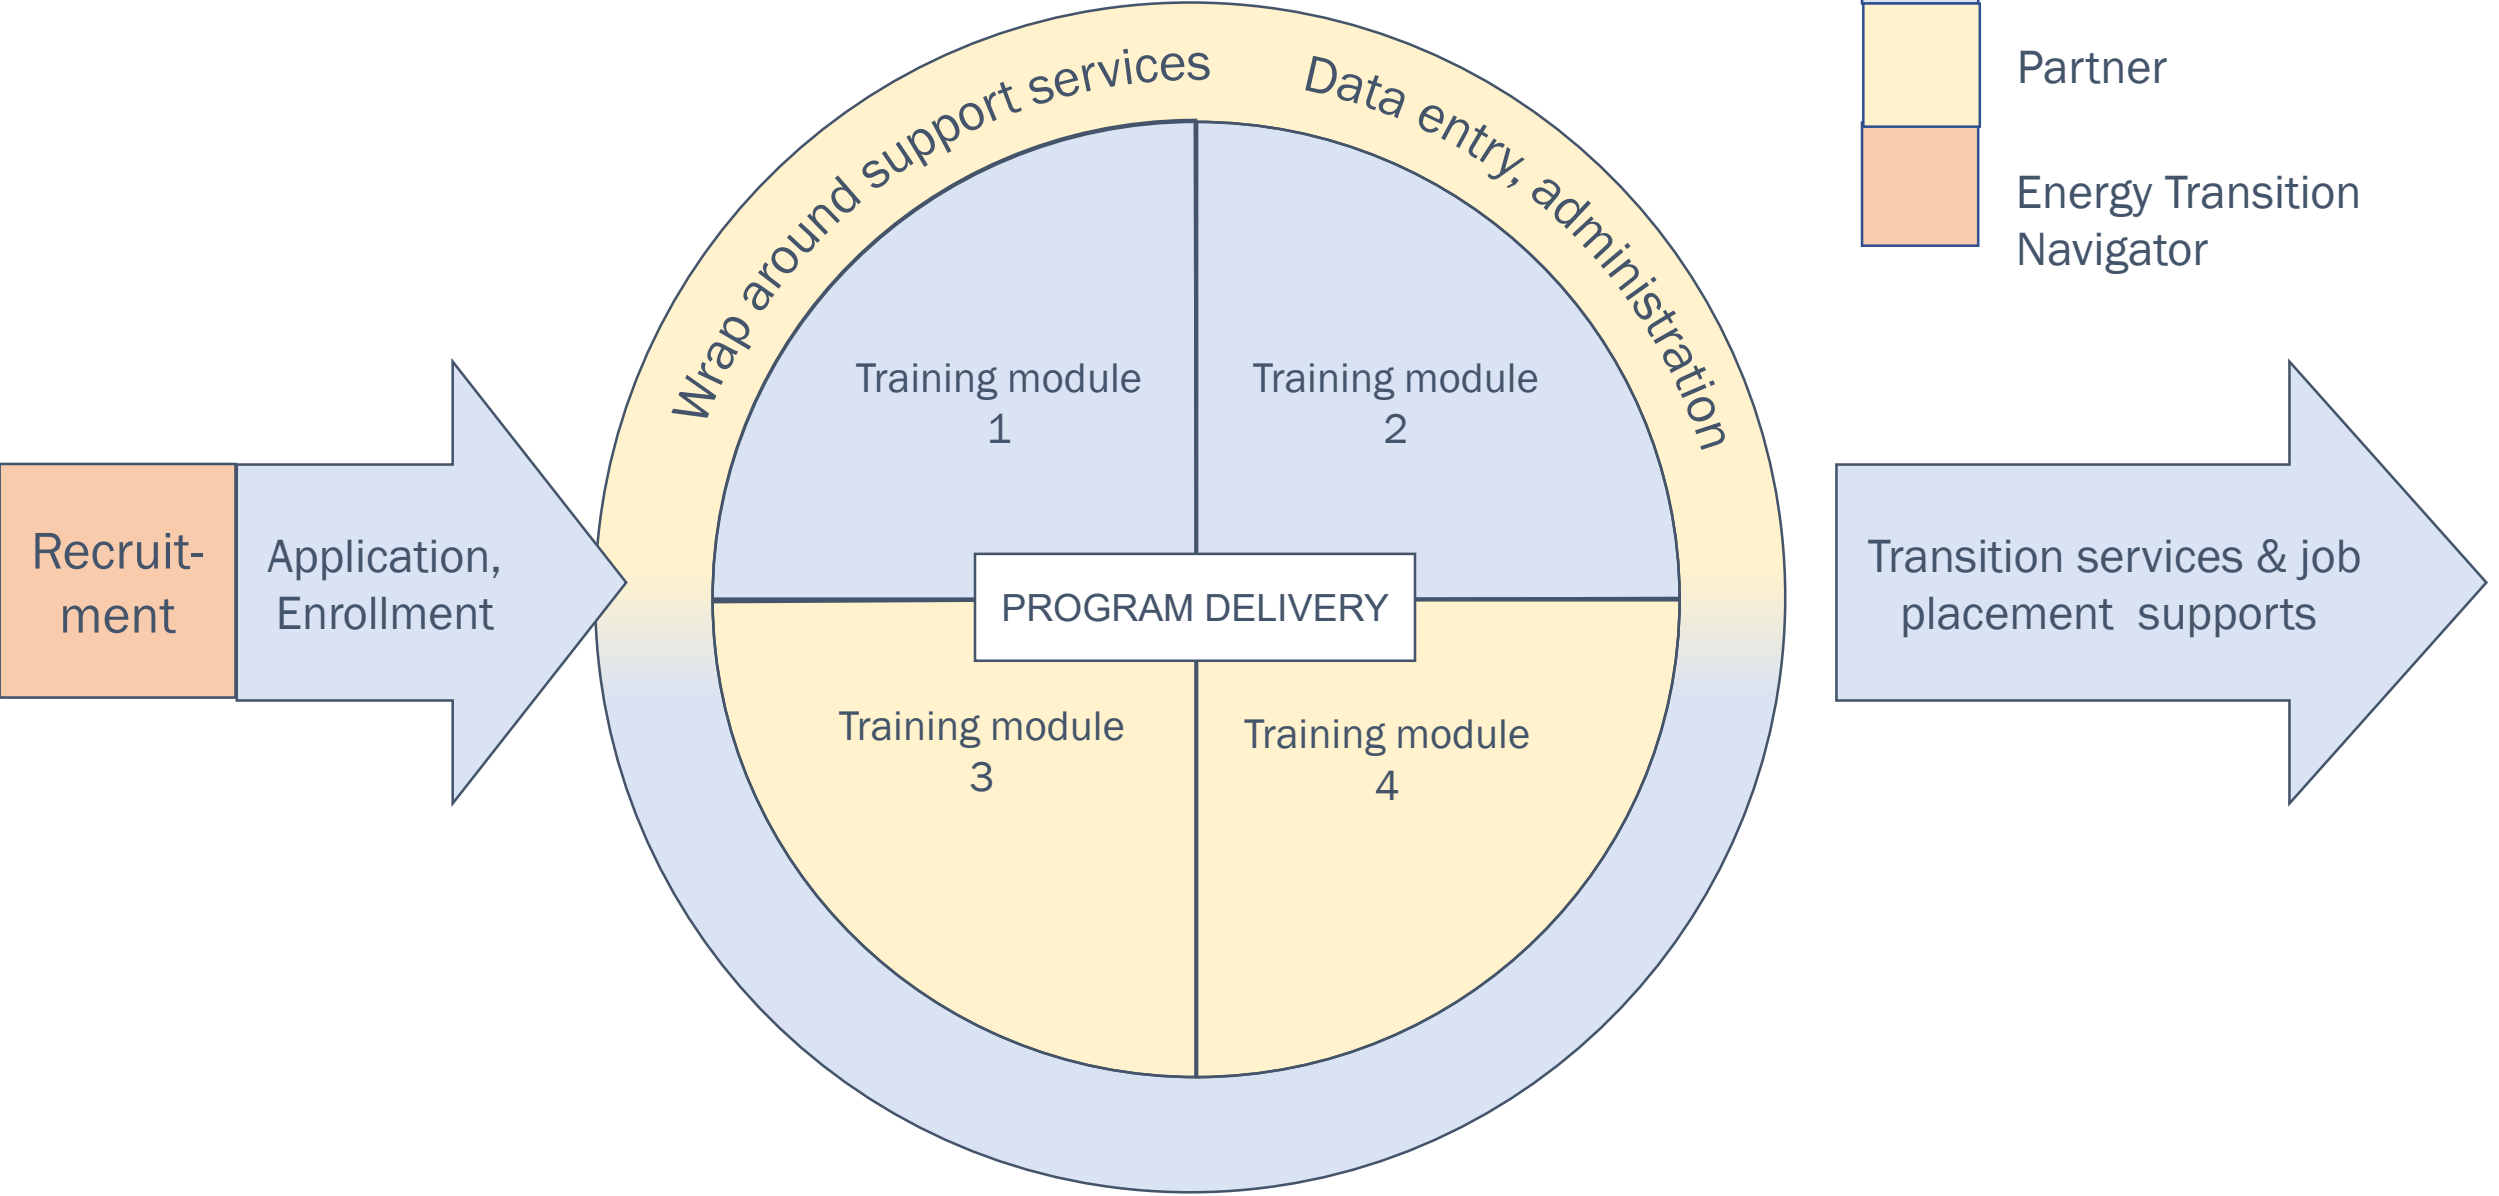 Wrap around support services
Data entry, administration
Partner
Energy Transition
Navigator
Training module
1
Training module
2
Recruit-
ment
Application,
Enrollment
PROGRAM DELIVERY
Transition services & job
placement  supports
Training module
3
Training module
4